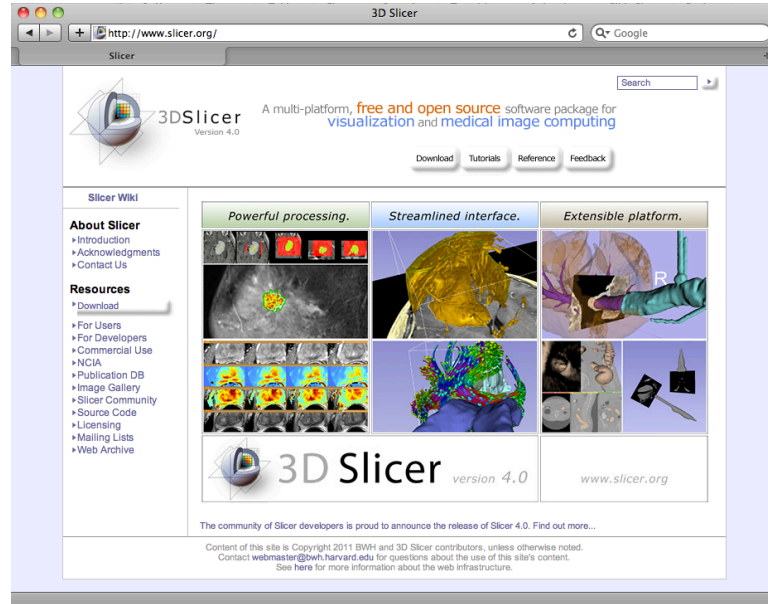 3D Slicer
http://www.slicer.org/
Google
Slicer
Search
3DSlicer
Version 4.0
A multi-platform, free and open source software package for
visualization and medical image computing
Download Tutorials Reference Feedback
Slicer Wiki
About Slicer
Introduction
Acknowledgments
Contact Us
Resources
Download
For Users
For Developers
Commercial Use
NCIA
Publication DB
Image Gallery
Slicer Community
Source Code
Licensing
Mailing Lists
Web Archive
Powerful processing. Streamlined interface. Extensible platform.
R
3D Slicer version 4.0 www.slicer.org
The community of Slicer developers is proud to announce the release of Slicer 4.0. Find out more...
Content of this site is Copyright 2011 BWH and 3D Slicer contributors, unless otherwise noted.
Contact webmaster@bwh.harvard.edu for questions about the use of this site's content.
See here for more information about the web infrastructure.